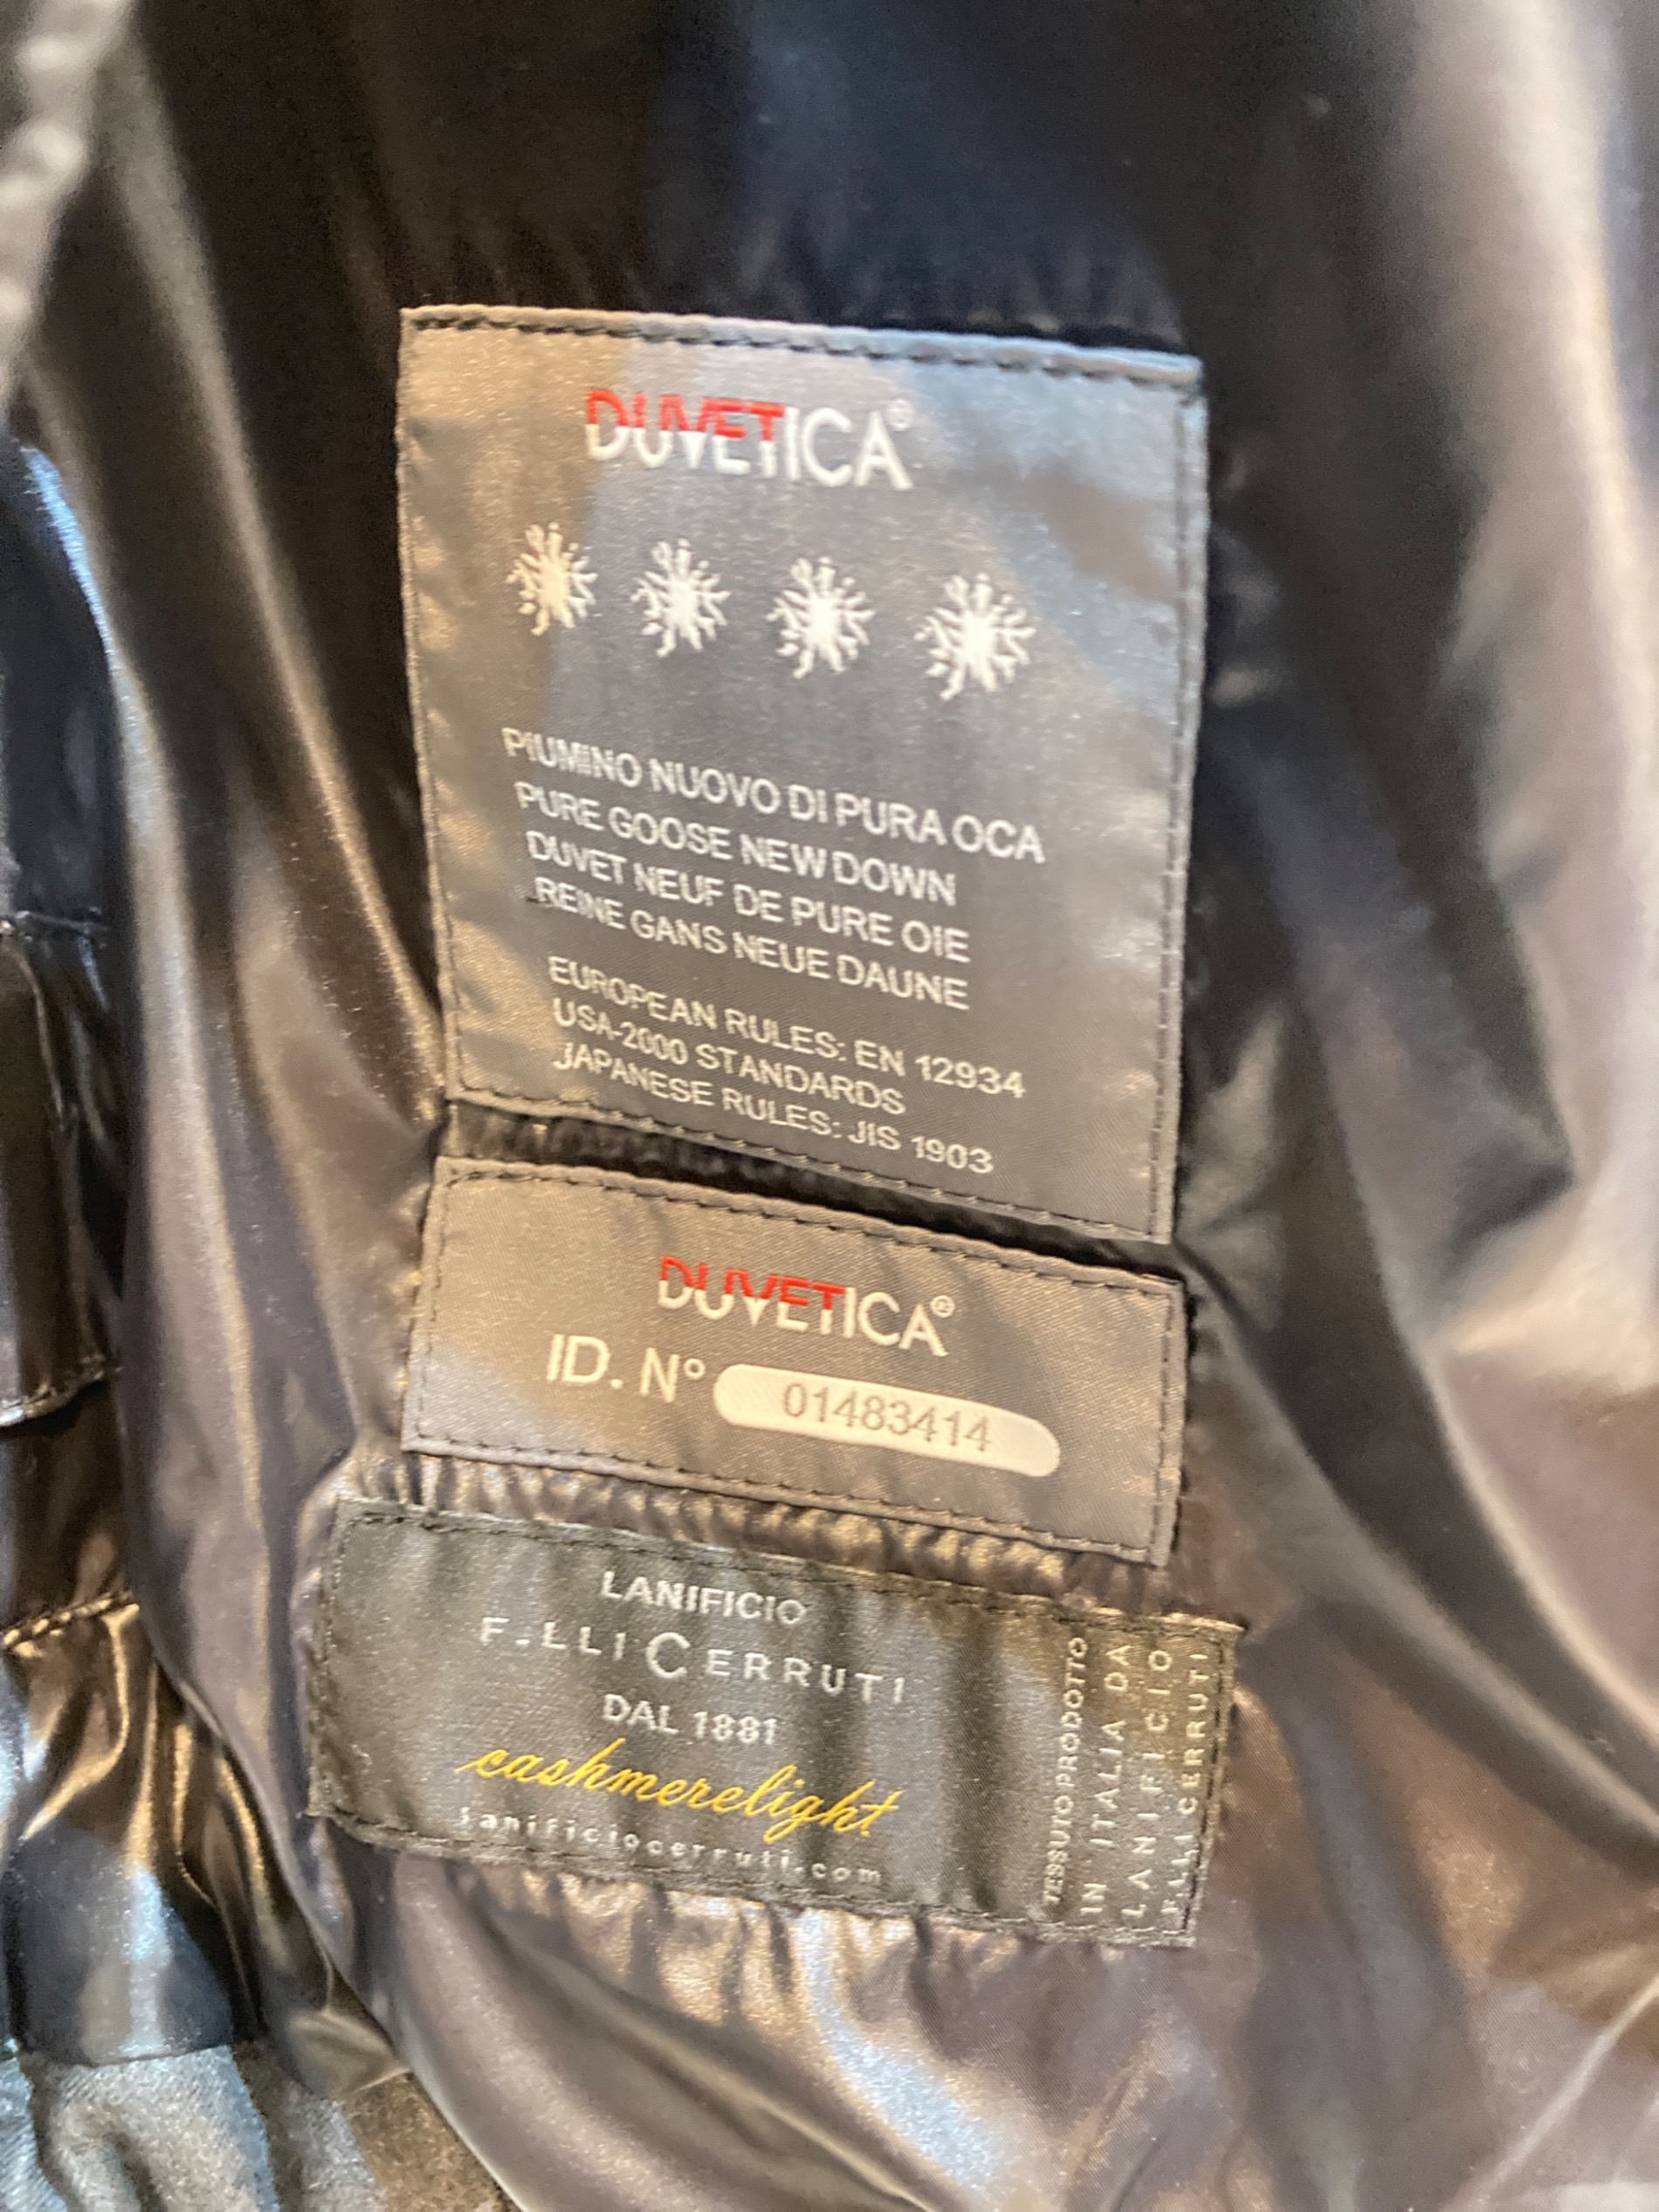 DUVETICA®
PIUMINO NUOVO DI PURA OCA
PURE GOOSE NEW DOWN
DUVET NEUF DE PURE OIE
REINE GANS NEUE DAUNE
EUROPEAN RULES: EN 12934
USA-2000 STANDARDS
JAPANESE RULES: JIS 1903
DUVETICA®
ID. N° 01483414
LANIFICIO
F.LLI CERRUTI
DAL 1881
cashmerelight
lanificiocerruti.com
TESSUTO PRODOTTO
IN ITALIA DA
LANIFICIO
F.LLI CERRUTI